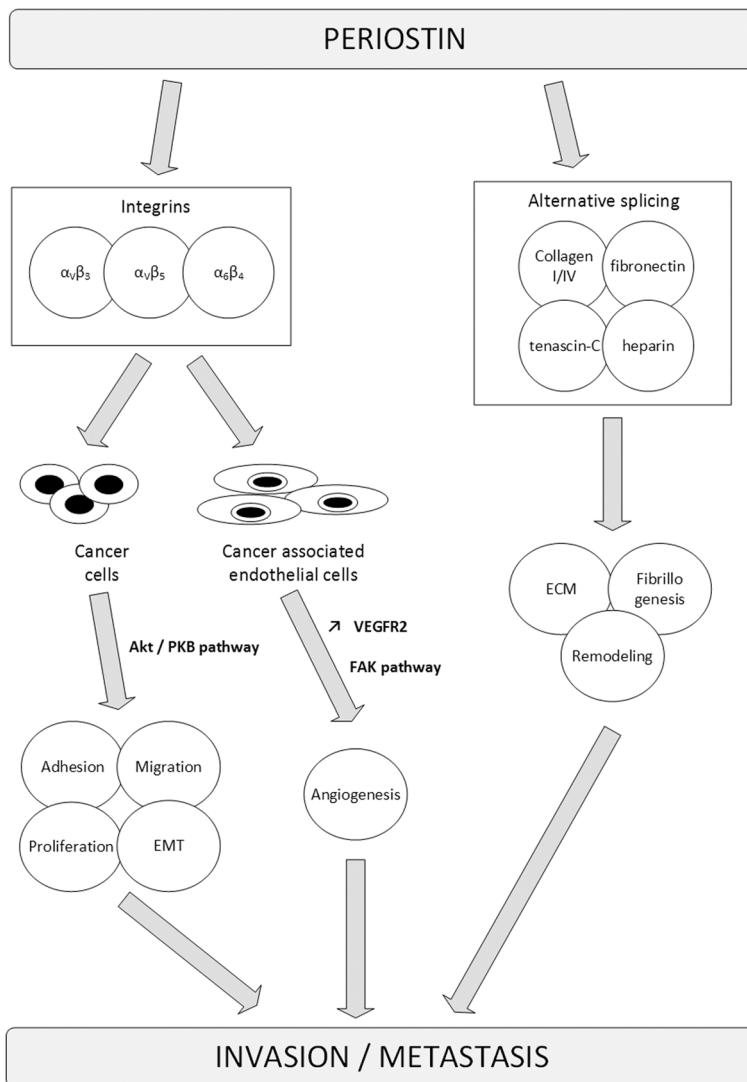 PERIOSTIN
Integrins
αvβ3
αvβ5
α6β4
Alternative splicing
Collagen
I/IV
fibronectin
tenascin-C
heparin
Cancer
cells
Cancer associated
endothelial cells
Akt / PKB pathway
↗ VEGFR2
FAK pathway
ECM
Fibrillo
genesis
Remodeling
Adhesion
Migration
Proliferation
EMT
Angiogenesis
INVASION / METASTASIS